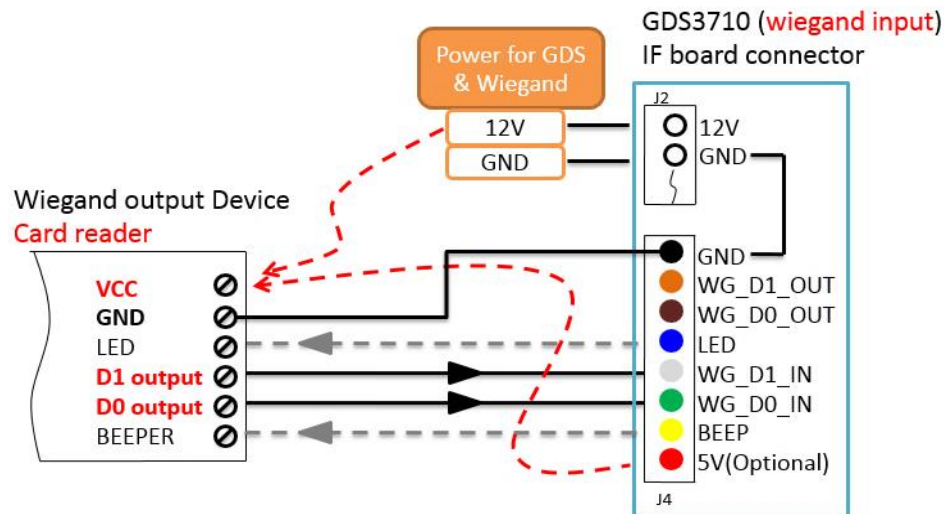 GDS3710 (wiegand input)
IF board connector
Power for GDS
& Wiegand
12V
GND
J2
12V
GND
Wiegand output Device
Card reader
VCC
GND
LED
D1 output
D0 output
BEEPER
GND
WG_D1_OUT
WG_D0_OUT
LED
WG_D1_IN
WG_D0_IN
BEEP
5V(Optional)
J4